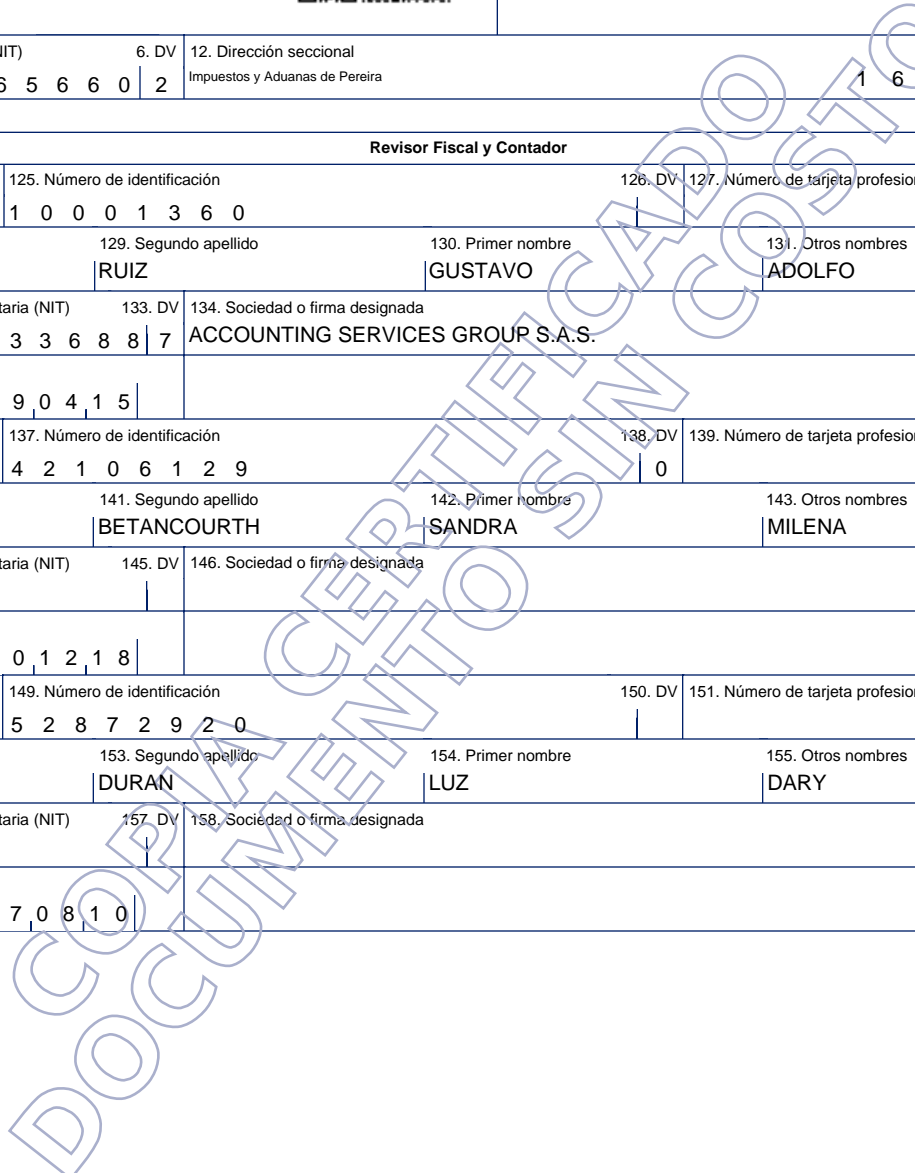 NIT) 6. DV 12. Dirección seccional
6 5 6 6 0 2 Impuestos y Aduanas de Pereira 1 6
Revisor Fiscal y Contador
125. Número de identificación 126. DV 127. Número de tarjeta profesion
1 0 0 0 1 3 6 0
129. Segundo apellido 130. Primer nombre 131. Otros nombres
RUIZ GUSTAVO ADOLFO
taria (NIT) 133. DV 134. Sociedad o firma designada
3 3 6 8 8 7 ACCOUNTING SERVICES GROUP S.A.S.
9 0 4 1 5
137. Número de identificación 138. DV 139. Número de tarjeta profesion
4 2 1 0 6 1 2 9 0
141. Segundo apellido 142. Primer nombre 143. Otros nombres
BETANCOURTH SANDRA MILENA
taria (NIT) 145. DV 146. Sociedad o firma designada
0 1 2 1 8
149. Número de identificación 150. DV 151. Número de tarjeta profesion
5 2 8 7 2 9 2 0
153. Segundo apellido 154. Primer nombre 155. Otros nombres
DURAN LUZ DARY
taria (NIT) 157. DV 158. Sociedad o firma designada
7 0 8 1 0
COPIA CERTIFICADO
DOCUMENTO SIN COSTO